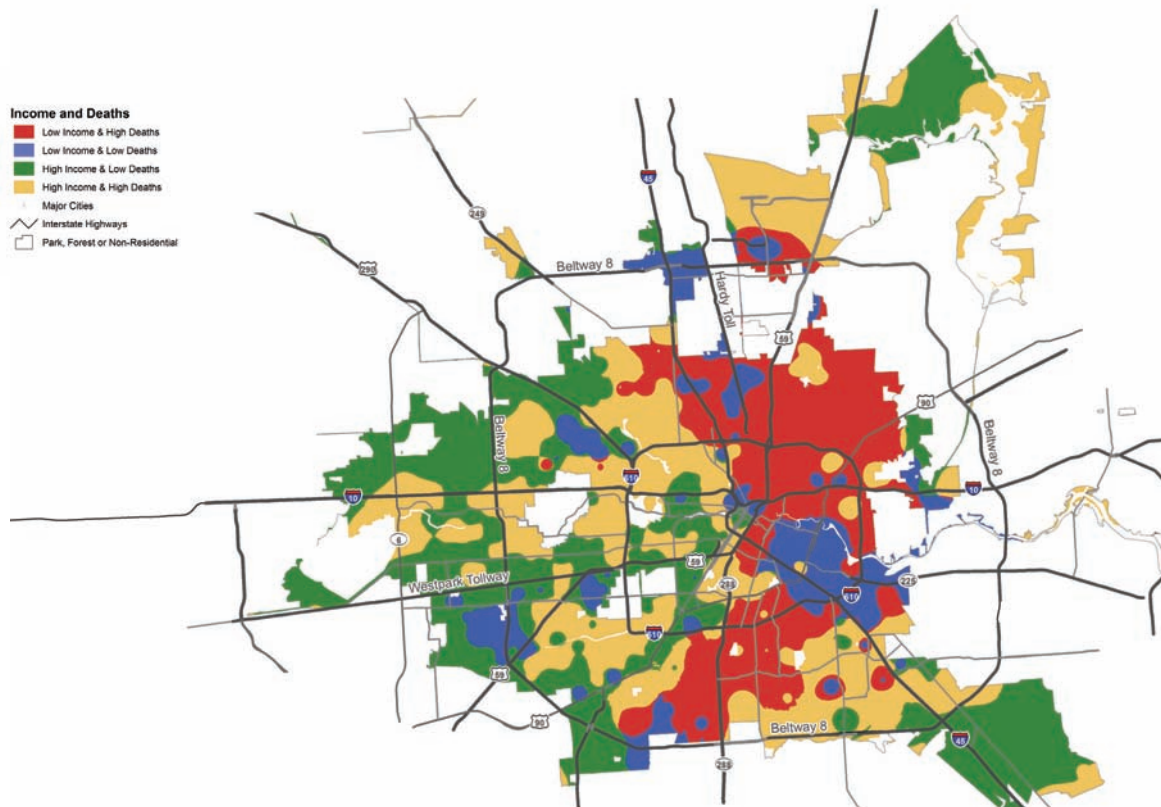 Income and Deaths
Low Income & High Deaths
Low Income & Low Deaths
High Income & Low Deaths
High Income & High Deaths
Major Cities
Interstate Highways
Park, Forest or Non-Residential
45
249
290
Beltway 8
Hardy Toll
59
90
Beltway 8
Beltway 8
610
10
10
6
59
Westpark Tollway
288
225
610
610
59
90
Beltway 8
45
288